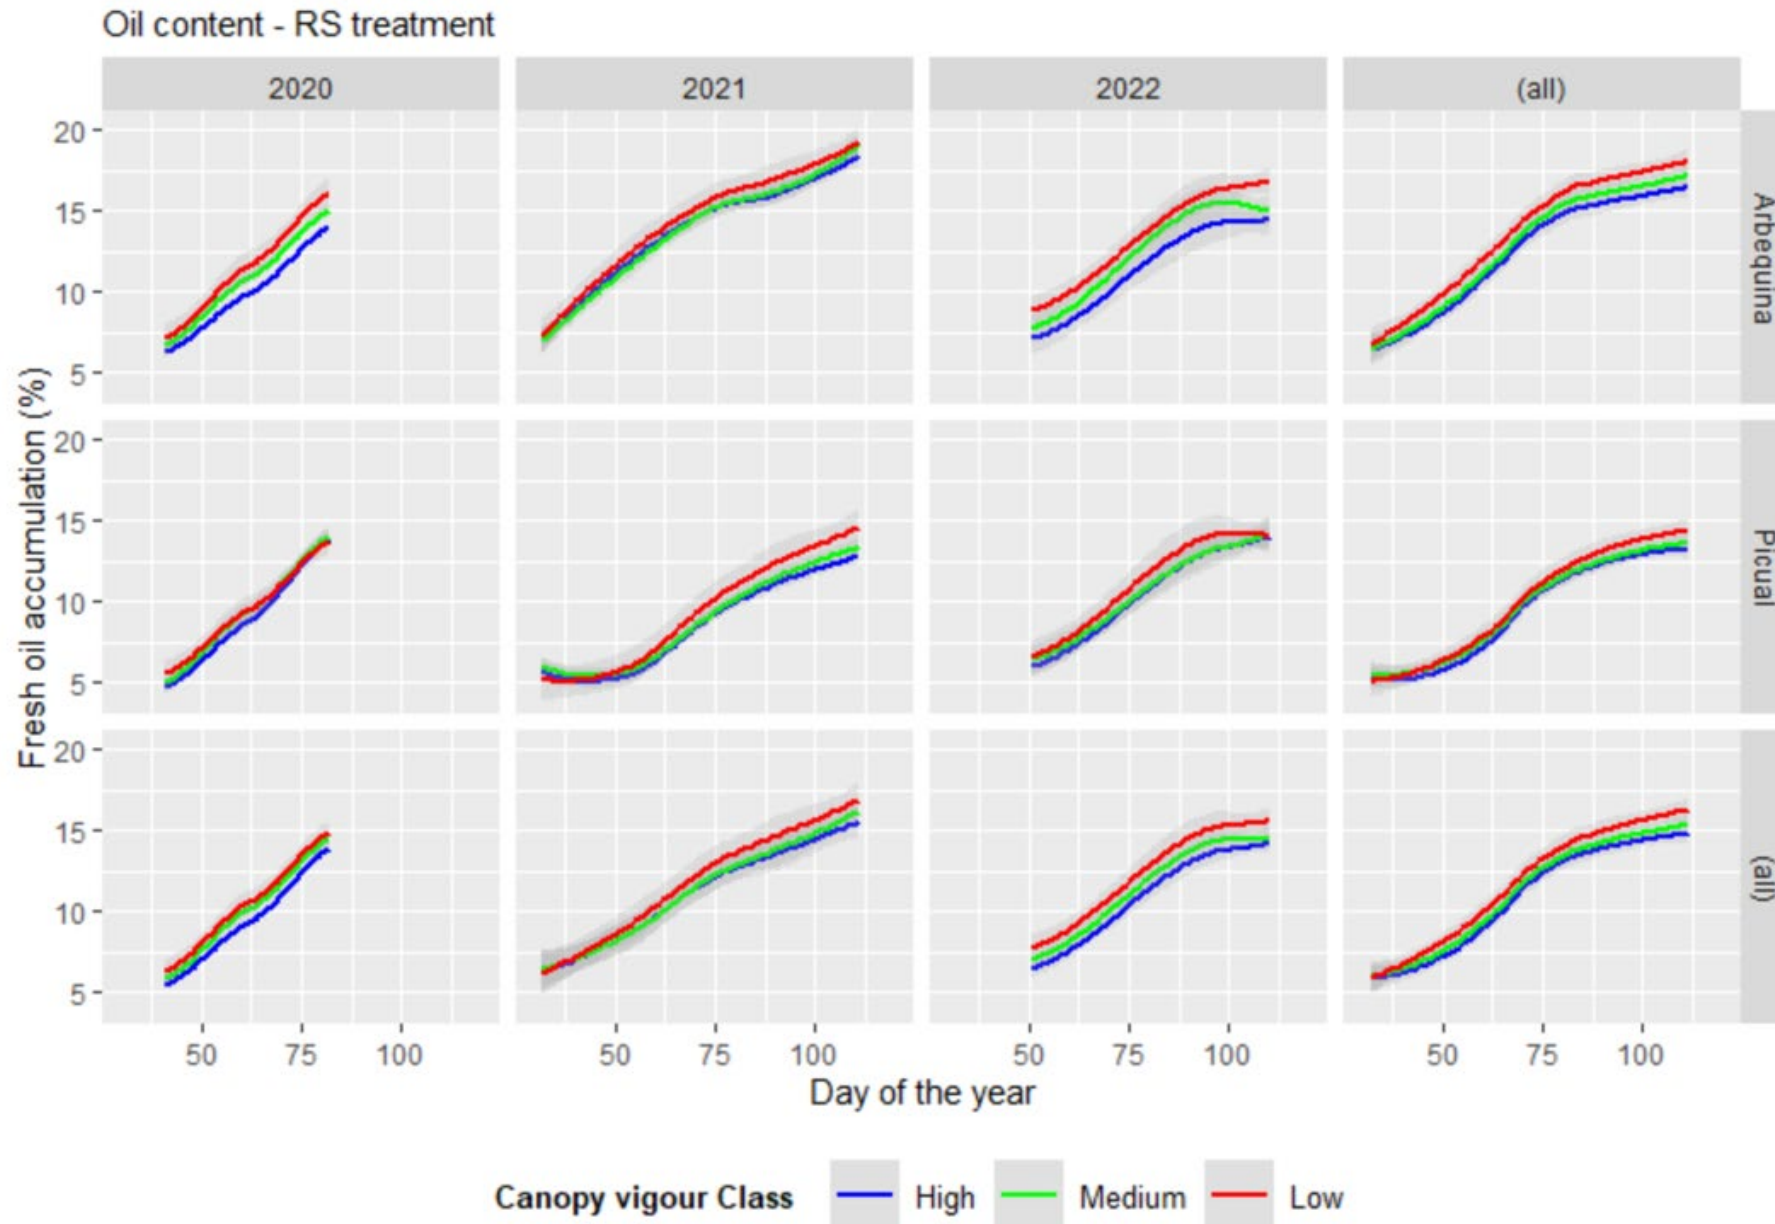 Oil content - RS treatment
2020 2021 2022 (all)
Fresh oil accumulation (%)
20
15
10
5
Arbequina
20
15
10
5
Picual
20
15
10
5
(all)
50 75 100 50 75 100 50 75 100 50 75 100
Day of the year
Canopy vigour Class High Medium Low